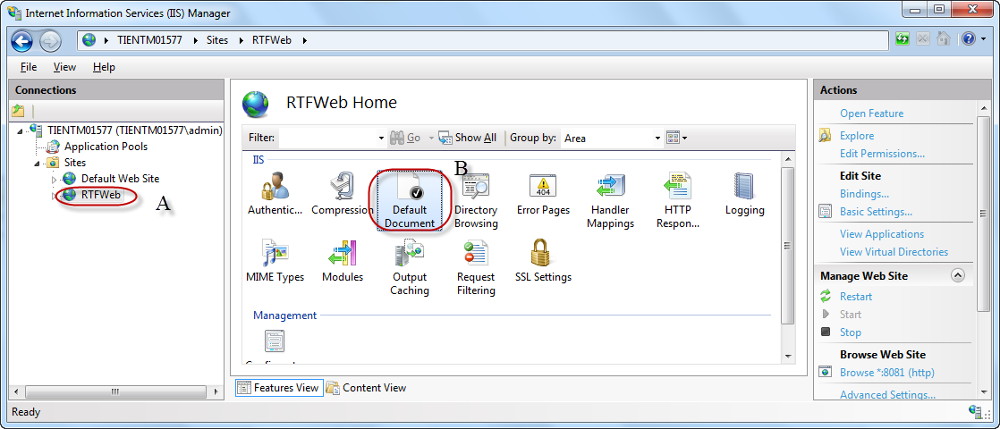 Internet Information Services (IIS) Manager
TIENTM01577 Sites RTFWeb
File View Help
Connections
TIENTM01577 (TIENTM01577\admin)
Application Pools
Sites
Default Web Site
RTFWeb
A
RTFWeb Home
Filter: Go Show All Group by: Area
IIS
B
Authentic... Compression Default Document Directory Browsing Error Pages Handler Mappings HTTP Respon... Logging
404
MIME Types Modules Output Caching Request Filtering SSL Settings
Management
Features View Content View
Actions
Open Feature
Explore
Edit Permissions...
Edit Site
Bindings...
Basic Settings...
View Applications
View Virtual Directories
Manage Web Site
Restart
Start
Stop
Browse Web Site
Browse *:8081 (http)
Advanced Settings...
Ready